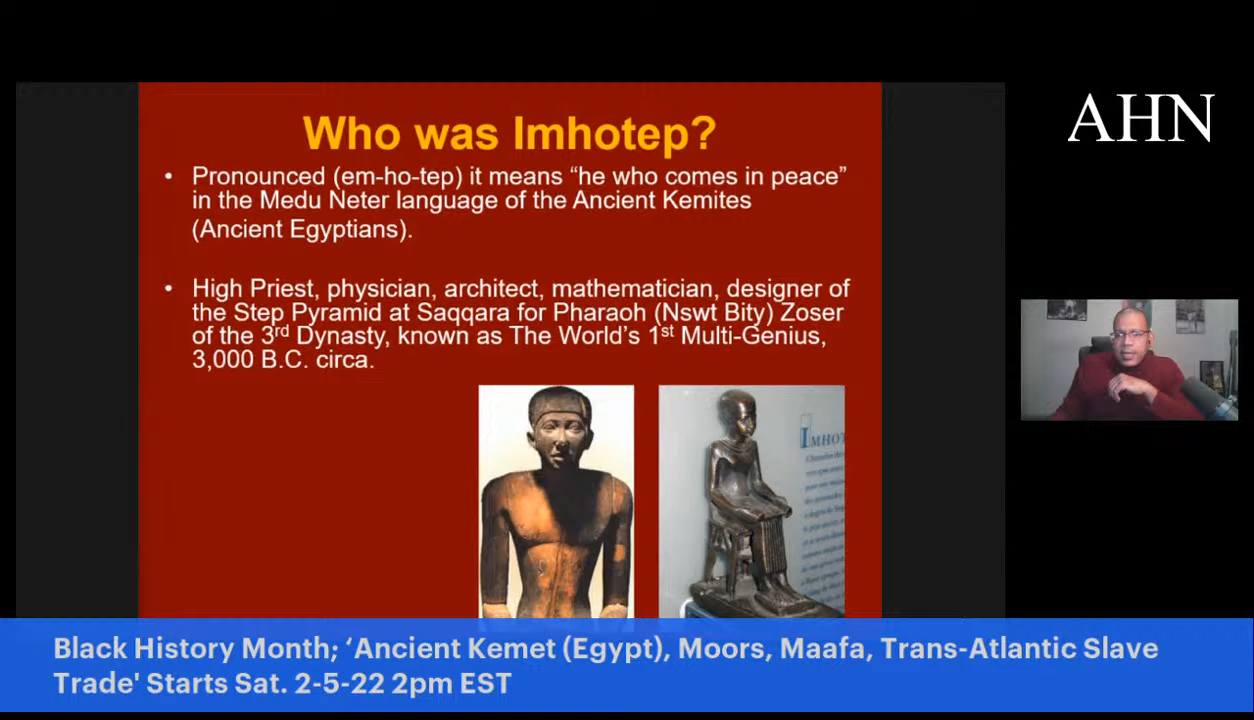 AHN
Who was Imhotep?
• Pronounced (em-ho-tep) it means “he who comes in peace”
in the Medu Neter language of the Ancient Kemites
(Ancient Egyptians).
• High Priest, physician, architect, mathematician, designer of
the Step Pyramid at Saqqara for Pharaoh (Nswt Bity) Zoser
of the 3rd Dynasty, known as The World’s 1st Multi-Genius,
3,000 B.C. circa.
IMHOT
Black History Month; ‘Ancient Kemet (Egypt), Moors, Maafa, Trans-Atlantic Slave
Trade' Starts Sat. 2-5-22 2pm EST